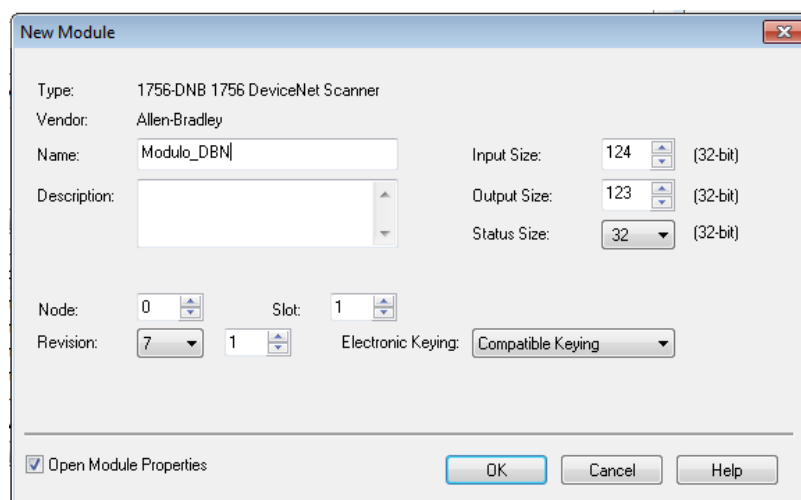 New Module
Type: 1756-DNB 1756 DeviceNet Scanner
Vendor: Allen-Bradley
Name: Modulo_DBN Input Size: 124 (32-bit)
Description: Output Size: 123 (32-bit)
Status Size: 32 (32-bit)
Node: 0 Slot: 1
Revision: 7 1 Electronic Keying: Compatible Keying
Open Module Properties OK Cancel Help